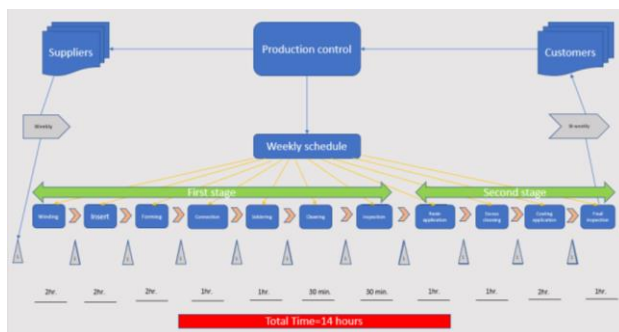 Suppliers
Production control
Customers
Weekly
Bi-weekly
Weekly schedule
First stage
Second stage
Winding
Insert
Forming
Connection
Soldering
Cleaning
Inspection
Resin application
Excess cleaning
Coating application
Final inspection
2hr.
2hr.
2hr.
1hr.
1hr.
30 min.
30 min.
1hr.
1hr.
2hr.
1hr.
Total Time=14 hours